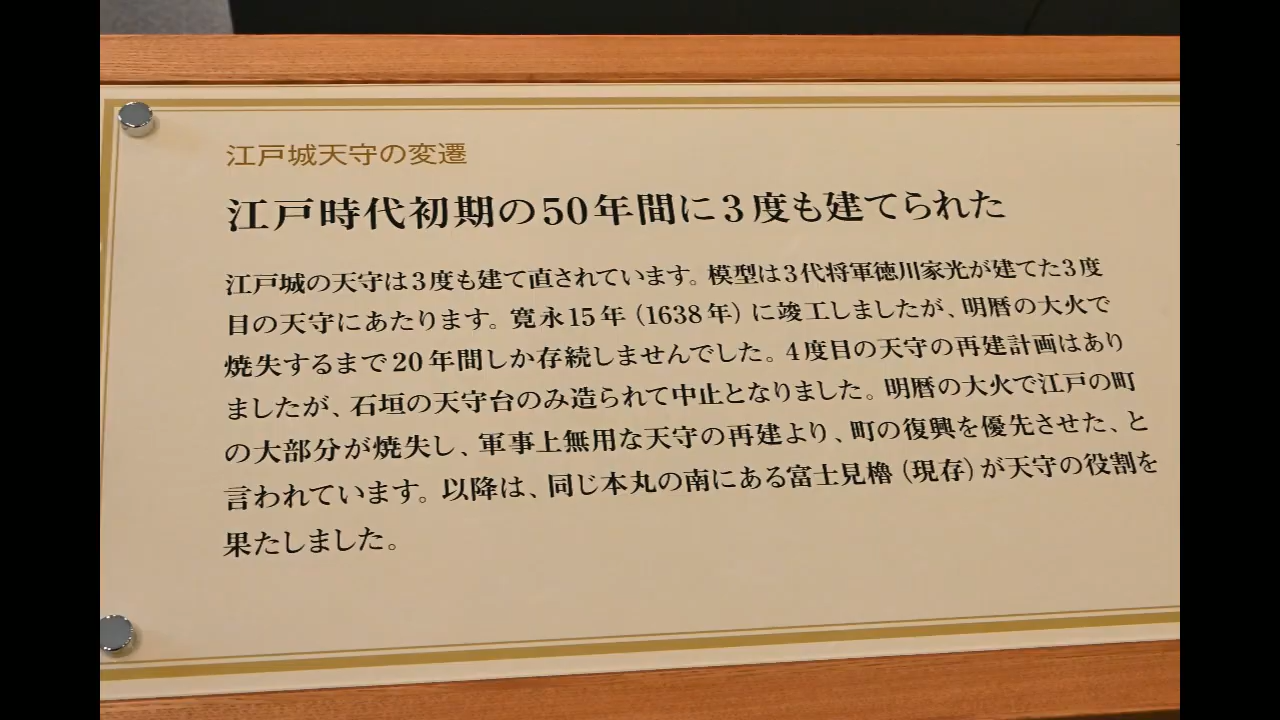 江戸城天守の変遷
江戸時代初期の50年間に3度も建てられた
江戸城の天守は3度も建て直されています。模型は3代将軍徳川家光が建てた3度
目の天守にあたります。寛永15年（1638年）に竣工しましたが、明暦の大火で
焼失するまで20年間しか存続しませんでした。4度目の天守の再建計画はあり
ましたが、石垣の天守台のみ造られて中止となりました。明暦の大火で江戸の町
の大部分が焼失し、軍事上無用な天守の再建より、町の復興を優先させた、と
言われています。以降は、同じ本丸の南にある富士見櫓（現存）が天守の役割を
果たしました。